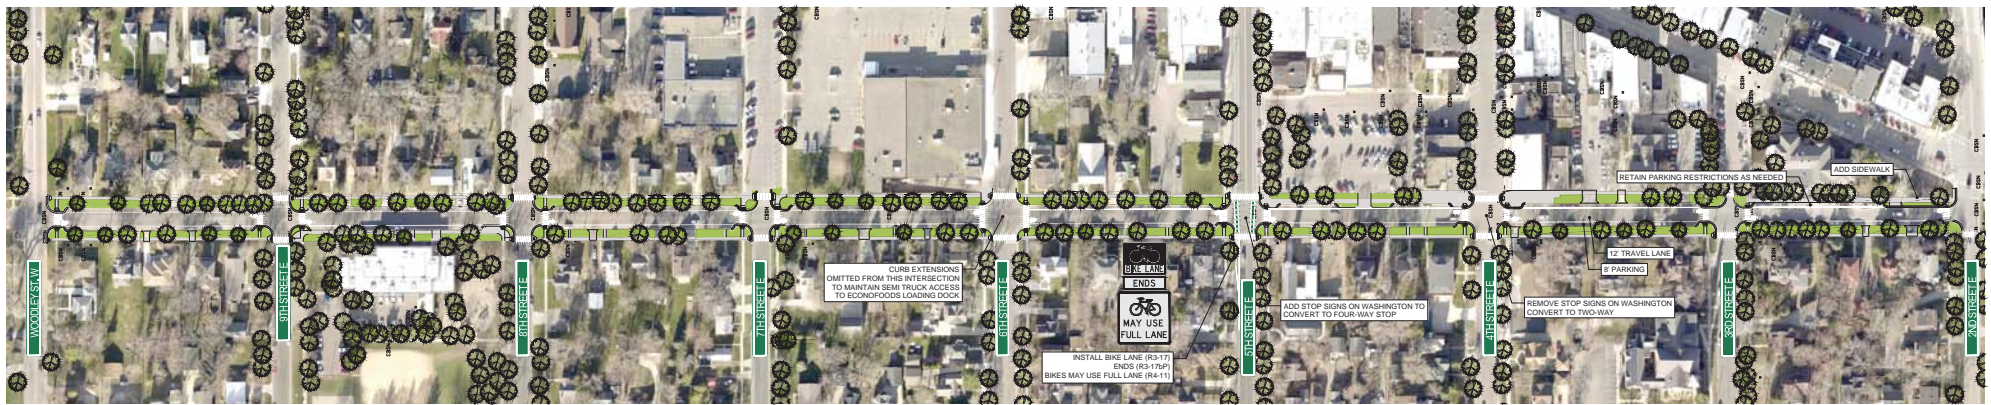 RETAIN PARKING RESTRICTIONS AS NEEDED
ADD SIDEWALK
WOODLEY ST. W
9TH STREET E
8TH STREET E
7TH STREET E
CURB EXTENSIONS
OMITTED FROM THIS INTERSECTION
TO MAINTAIN SEMI TRUCK ACCESS
TO ECONOFOODS LOADING DOCK
6TH STREET E
BIKE LANE
ENDS
MAY USE
FULL LANE
INSTALL BIKE LANE (R3-17)
ENDS (R3-17bP)
BIKES MAY USE FULL LANE (R4-11)
5TH STREET E
ADD STOP SIGNS ON WASHINGTON TO
CONVERT TO FOUR-WAY STOP
4TH STREET E
REMOVE STOP SIGNS ON WASHINGTON
CONVERT TO TWO-WAY
12' TRAVEL LANE
8' PARKING
3RD STREET E
2ND STREET E